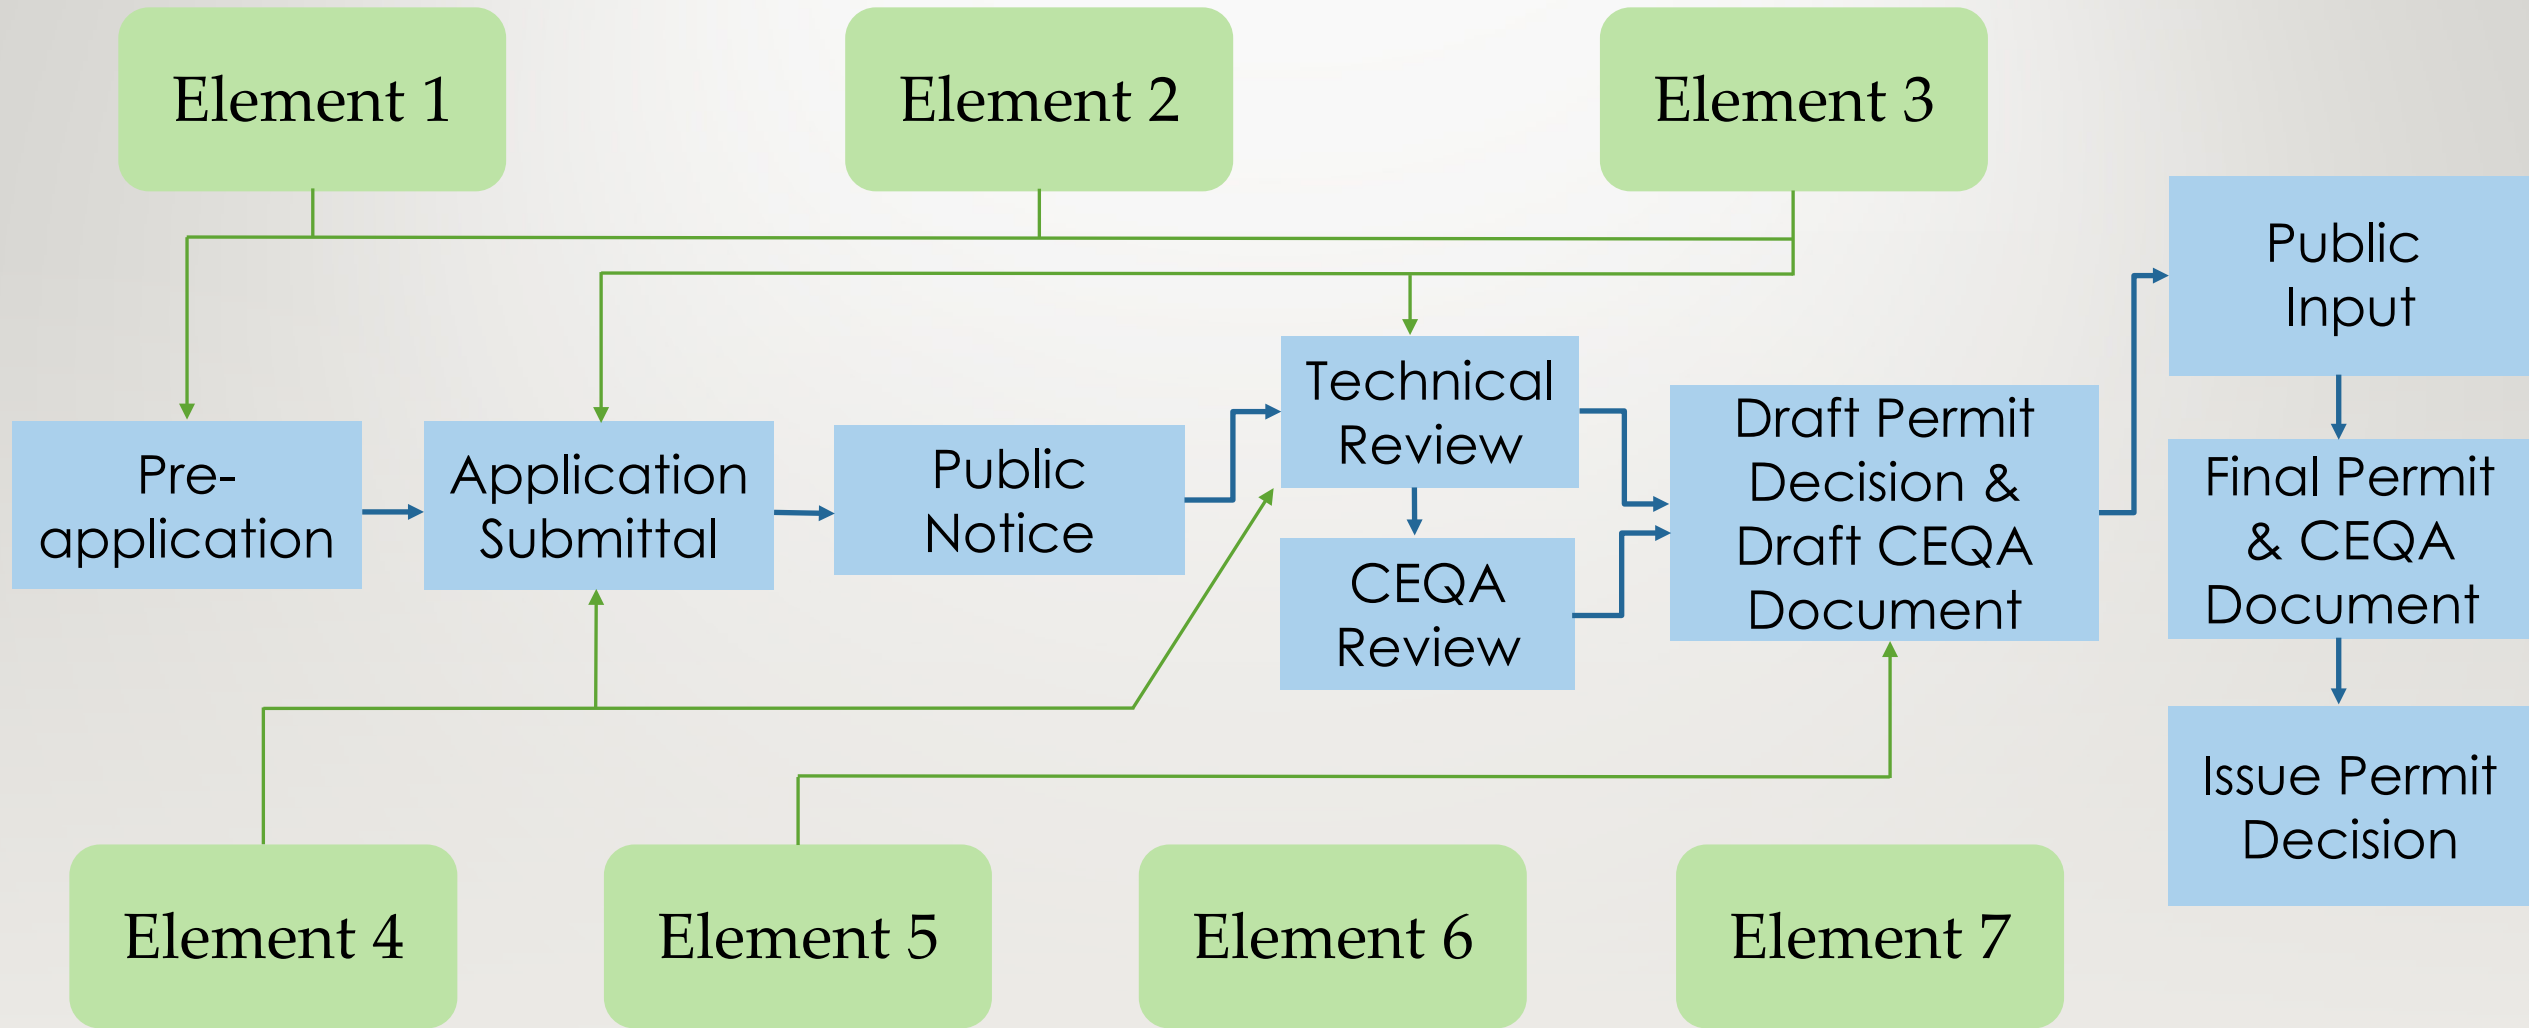 Element 1
Element 2
Element 3
Pre-
application
Application
Submittal
Public
Notice
Technical
Review
CEQA
Review
Draft Permit
Decision &
Draft CEQA
Document
Public
Input
Final Permit
& CEQA
Document
Issue Permit
Decision
Element 4
Element 5
Element 6
Element 7